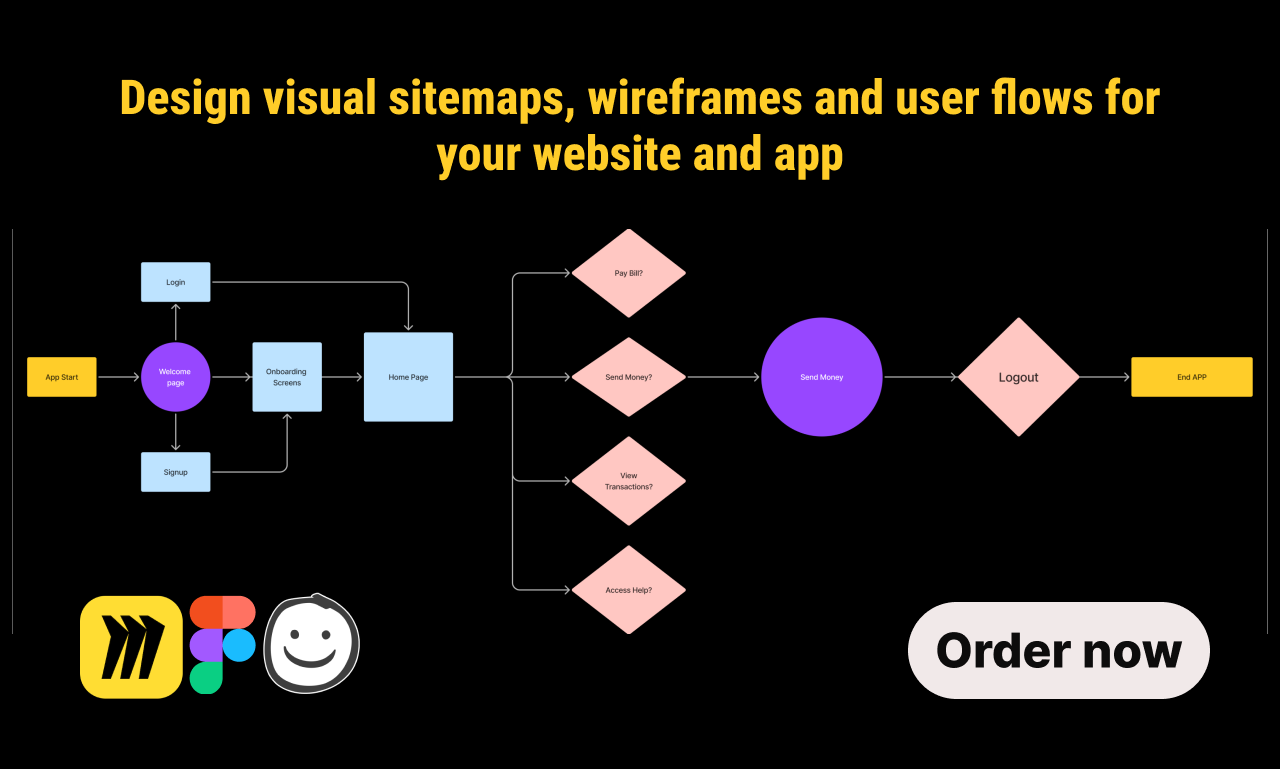 Design visual sitemaps, wireframes and user flows for
your website and app
Login
App Start
Welcome
page
Onboarding
Screens
Home Page
Signup
Pay Bill?
Send Money?
View
Transactions?
Access Help?
Send Money
Logout
End APP
Order now